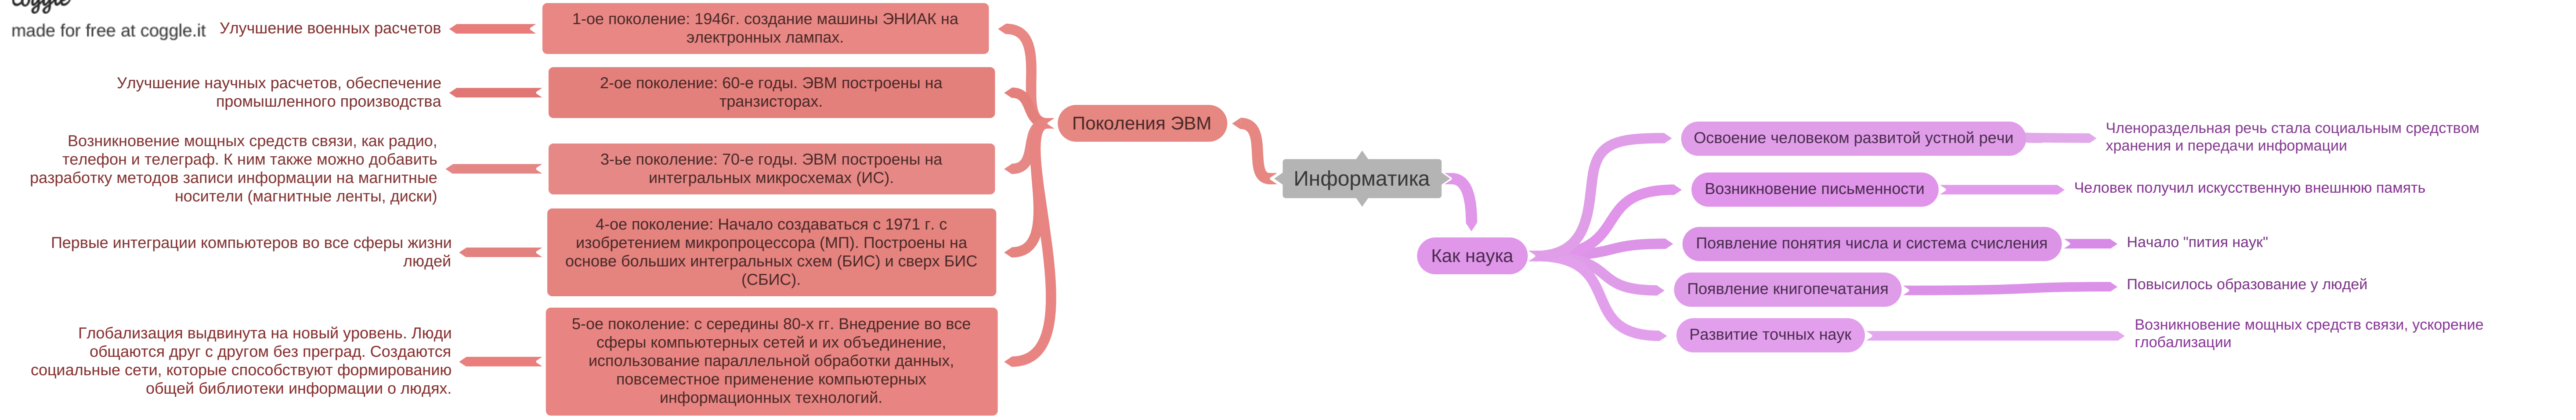 coggle
made for free at coggle.it
Информатика
Поколения ЭВМ
1-ое поколение: 1946г. создание машины ЭНИАК на
электронных лампах.
Улучшение военных расчетов
2-ое поколение: 60-е годы. ЭВМ построены на
транзисторах.
Улучшение научных расчетов, обеспечение
промышленного производства
3-ье поколение: 70-е годы. ЭВМ построены на
интегральных микросхемах (ИС).
Возникновение мощных средств связи, как радио,
телефон и телеграф. К ним также можно добавить
разработку методов записи информации на магнитные
носители (магнитные ленты, диски)
4-ое поколение: Начало создаваться с 1971 г. с
изобретением микропроцессора (МП). Построены на
основе больших интегральных схем (БИС) и сверх БИС
(СБИС).
Первые интеграции компьютеров во все сферы жизни
людей
5-ое поколение: с середины 80-х гг. Внедрение во все
сферы компьютерных сетей и их объединение,
использование параллельной обработки данных,
повсеместное применение компьютерных
информационных технологий.
Глобализация выдвинута на новый уровень. Люди
общаются друг с другом без преград. Создаются
социальные сети, которые способствуют формированию
общей библиотеки информации о людях.
Как наука
Освоение человеком развитой устной речи
Членораздельная речь стала социальным средством
хранения и передачи информации
Возникновение письменности
Человек получил искусственную внешнюю память
Появление понятия числа и система счисления
Начало "пития наук"
Появление книгопечатания
Повысилось образование у людей
Развитие точных наук
Возникновение мощных средств связи, ускорение
глобализации